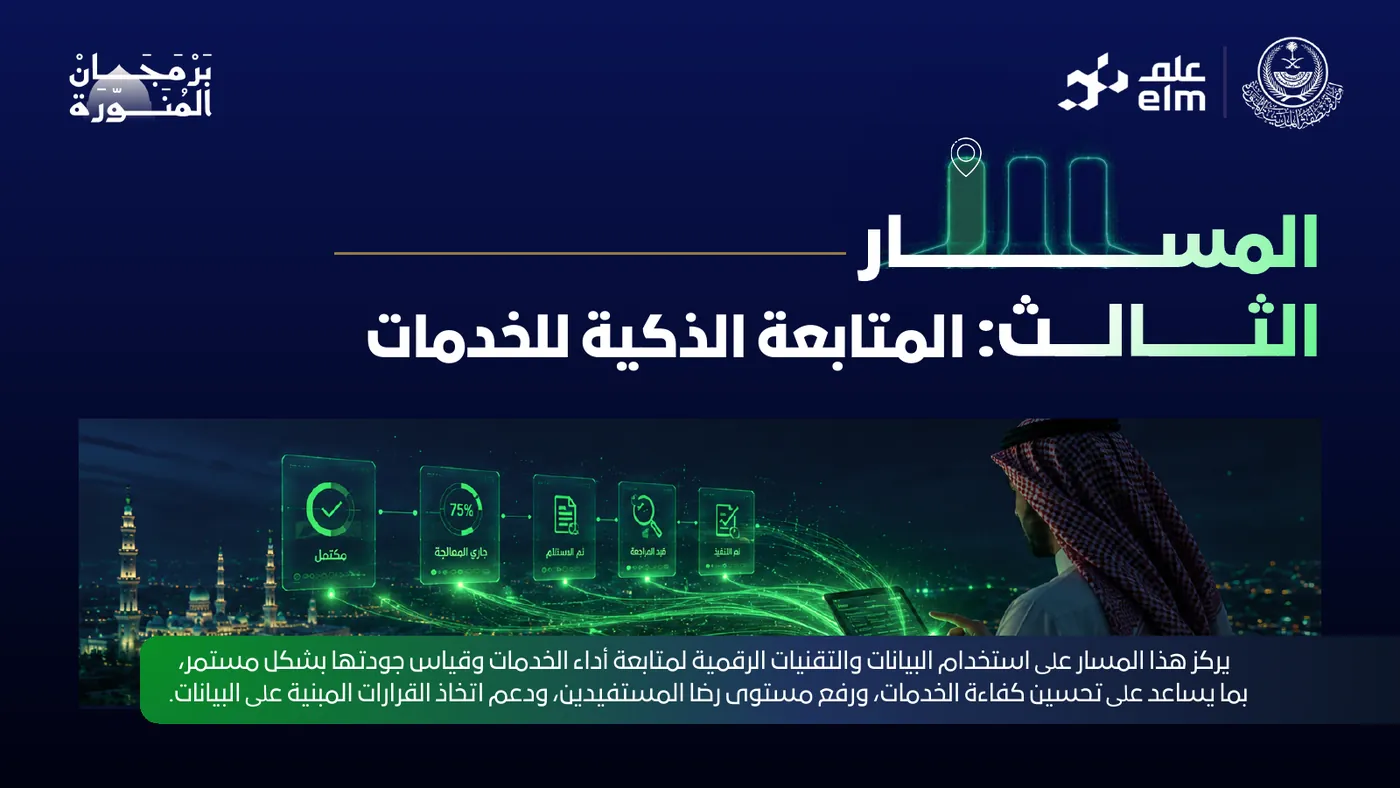 علم
elm
بَرْمَجَانْ
المُنَوَّرَة
المســـــار
الثـــالـــث: المتابعة الذكية للخدمات
تم التنفيذ
قيد المراجعة
تم الاستلام
75%
جاري المعالجة
مكتمل
يركز هذا المسار على استخدام البيانات والتقنيات الرقمية لمتابعة أداء الخدمات وقياس جودتها بشكل مستمر،
بما يساعد على تحسين كفاءة الخدمات، ورفع مستوى رضا المستفيدين، ودعم اتخاذ القرارات المبنية على البيانات.